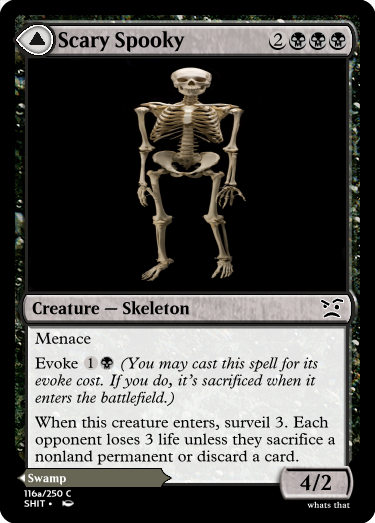 Scary Spooky 2
Creature — Skeleton
Menace
Evoke 1 (You may cast this spell for its
evoke cost. If you do, it's sacrificed when it
enters the battlefield.)
When this creature enters, surveil 3. Each
opponent loses 3 life unless they sacrifice a
nonland permanent or discard a card.
Swamp
4/2
116a/250 C
SHIT •
whats that